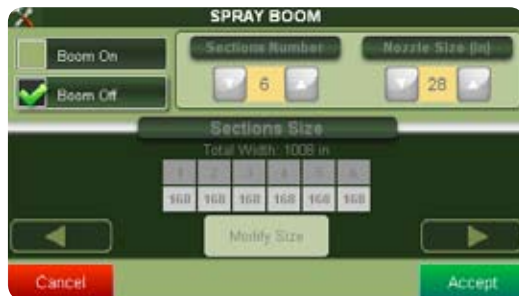 SPRAY BOOM
Boom On
Boom Off
Sections Number
6
Nozzle Size (in)
28
Sections Size
Total Width: 1008 in
1 2 3 4 5 6
168 168 168 168 168 168
Modify Size
Cancel
Accept